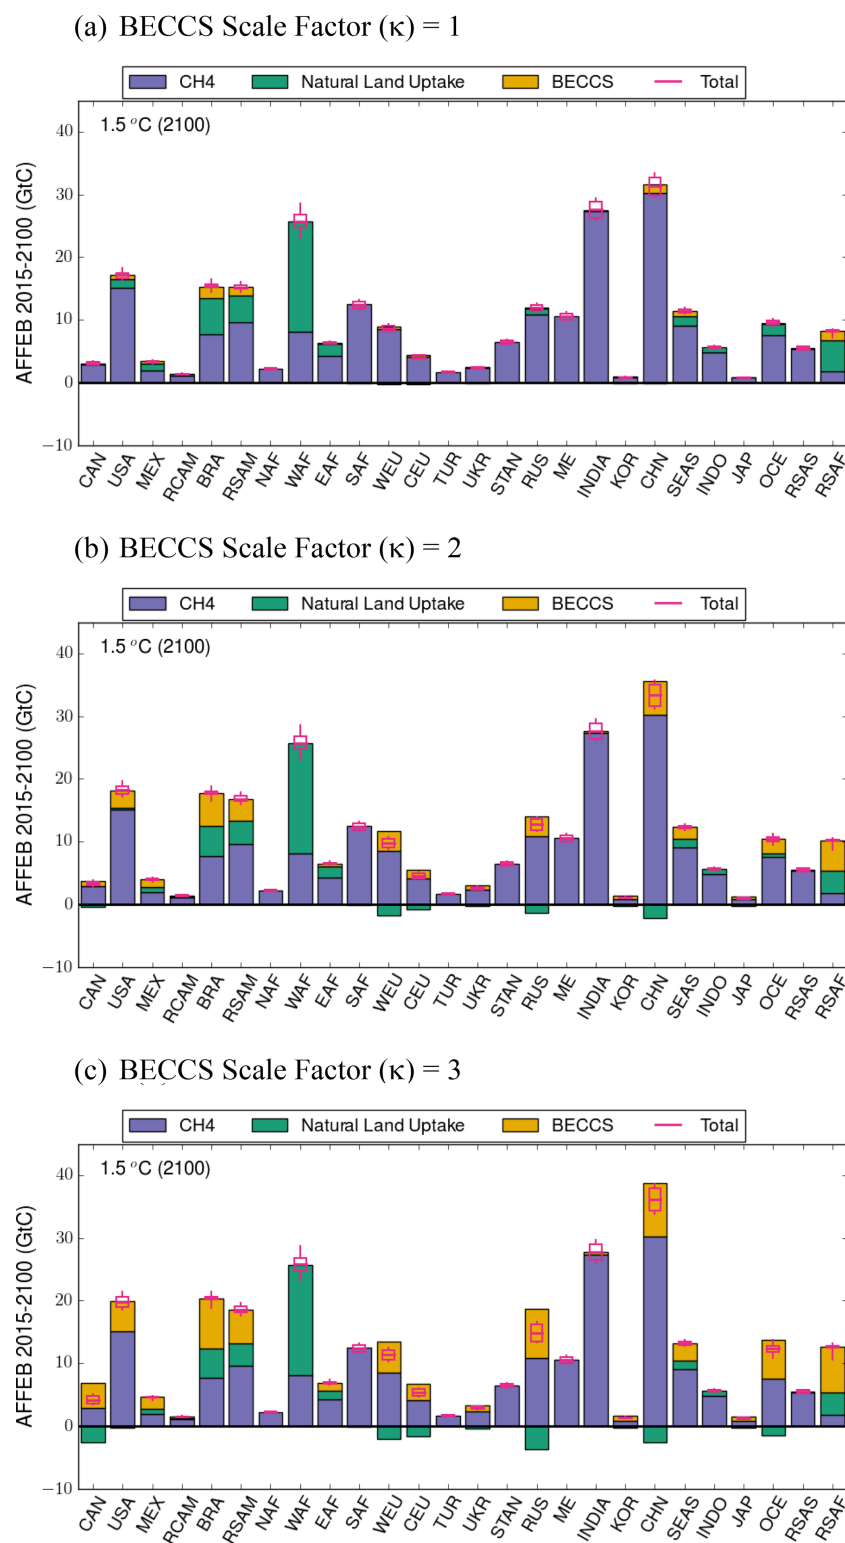 (a) BECCS Scale Factor (κ) = 1
CH4 Natural Land Uptake BECCS Total
1.5 °C (2100)
AFFEB 2015-2100 (GtC)
40
30
20
10
0
−10
CAN USA MEX RCAM BRA RSAM NAF WAF EAF SAF WEU CEU TUR UKR STAN RUS ME INDIA KOR CHN SEAS INDO JAP OCE RSAS RSAF
(b) BECCS Scale Factor (κ) = 2
CH4 Natural Land Uptake BECCS Total
1.5 °C (2100)
AFFEB 2015-2100 (GtC)
40
30
20
10
0
−10
CAN USA MEX RCAM BRA RSAM NAF WAF EAF SAF WEU CEU TUR UKR STAN RUS ME INDIA KOR CHN SEAS INDO JAP OCE RSAS RSAF
(c) BECCS Scale Factor (κ) = 3
CH4 Natural Land Uptake BECCS Total
1.5 °C (2100)
AFFEB 2015-2100 (GtC)
40
30
20
10
0
−10
CAN USA MEX RCAM BRA RSAM NAF WAF EAF SAF WEU CEU TUR UKR STAN RUS ME INDIA KOR CHN SEAS INDO JAP OCE RSAS RSAF